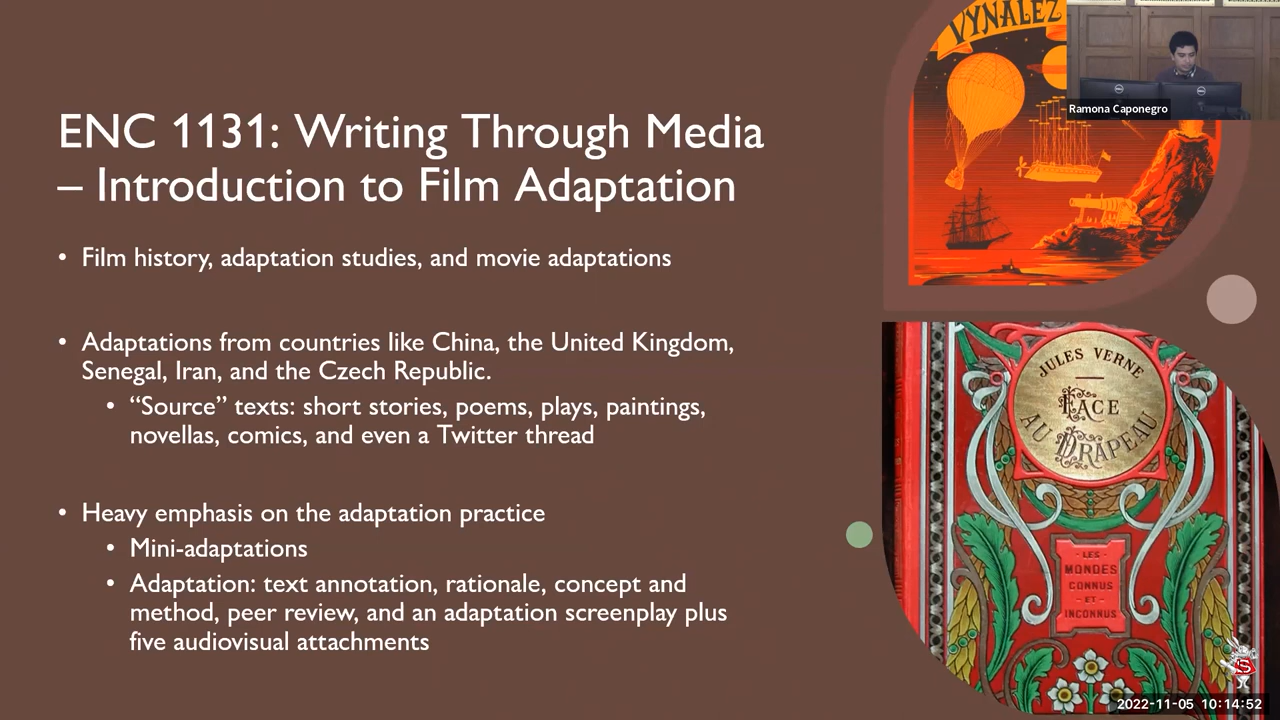 ENC 1131: Writing Through Media
– Introduction to Film Adaptation
• Film history, adaptation studies, and movie adaptations
• Adaptations from countries like China, the United Kingdom,
Senegal, Iran, and the Czech Republic.
• “Source” texts: short stories, poems, plays, paintings,
novellas, comics, and even a Twitter thread
• Heavy emphasis on the adaptation practice
• Mini-adaptations
• Adaptation: text annotation, rationale, concept and
method, peer review, and an adaptation screenplay plus
five audiovisual attachments
VYNÁLEZ
Ramona Caponegro
JULES VERNE
FACE
AU DRAPEAU
LES
MONDES
CONNUS
- ET -
INCONNUS
S
2022-11-05 10:14:52